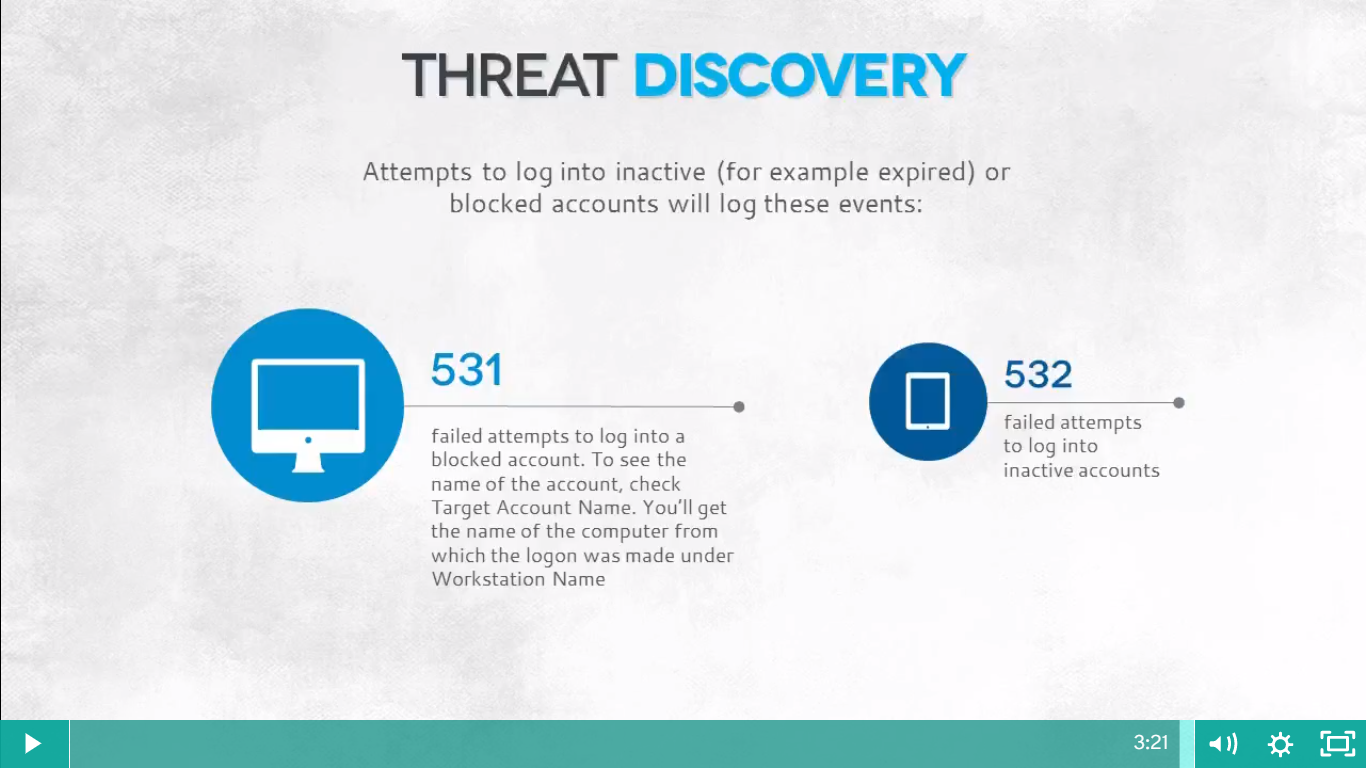 THREAT DISCOVERY
Attempts to log into inactive (for example expired) or
blocked accounts will log these events:
531
failed attempts to log into a
blocked account. To see the
name of the account, check
Target Account Name. You'll get
the name of the computer from
which the logon was made under
Workstation Name
532
failed attempts
to log into
inactive accounts
3:21